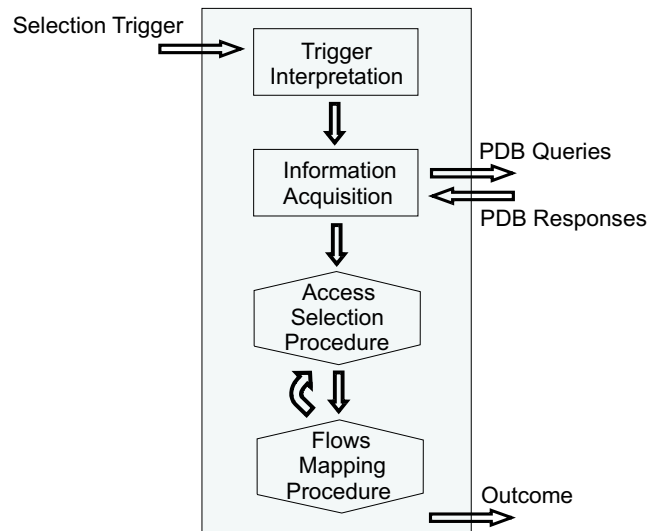 Selection Trigger
Trigger
Interpretation
Information
Acquisition
PDB Queries
PDB Responses
Access
Selection
Procedure
Flows
Mapping
Procedure
Outcome